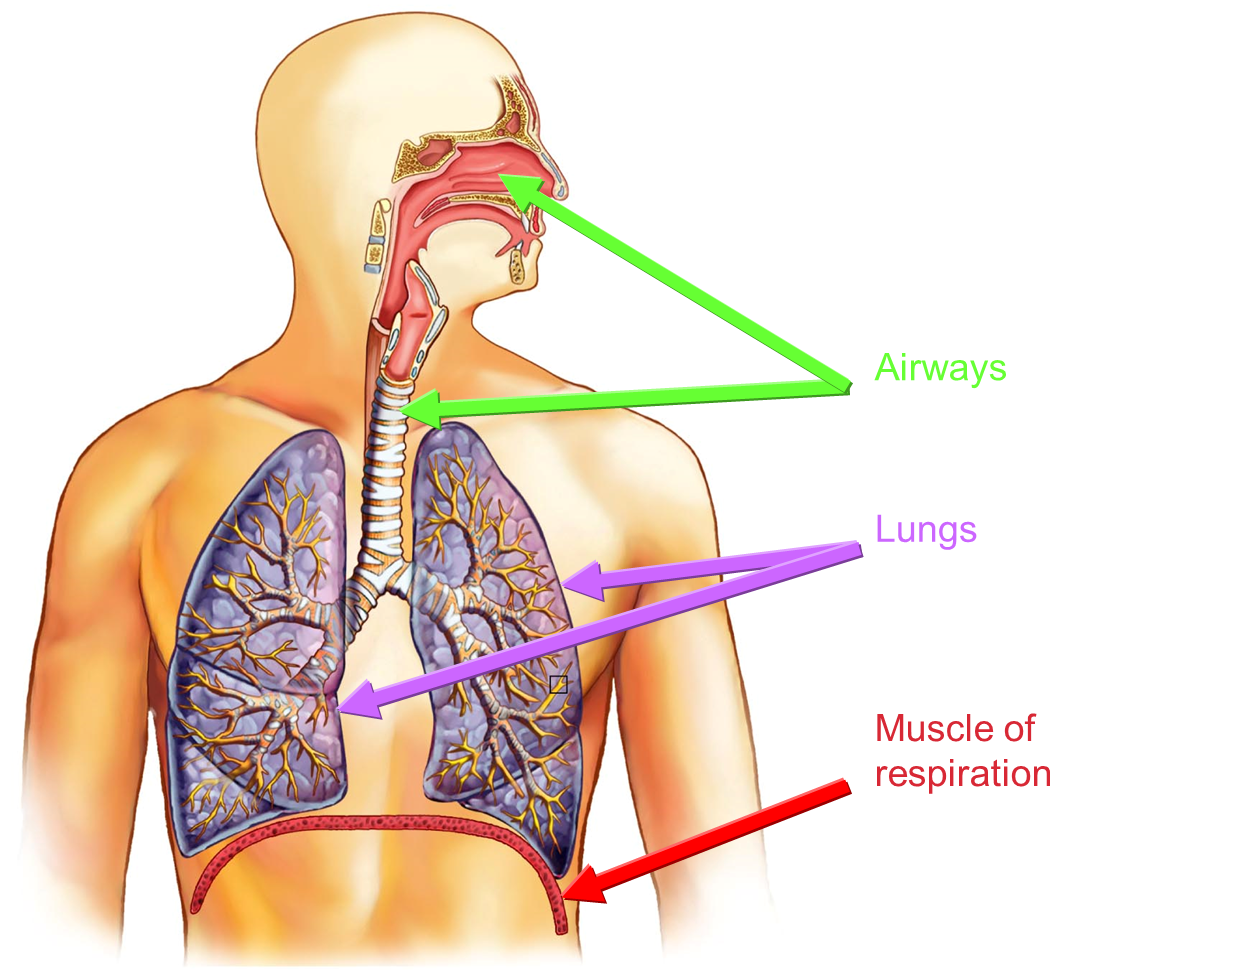 Airways
Lungs
Muscle of
respiration